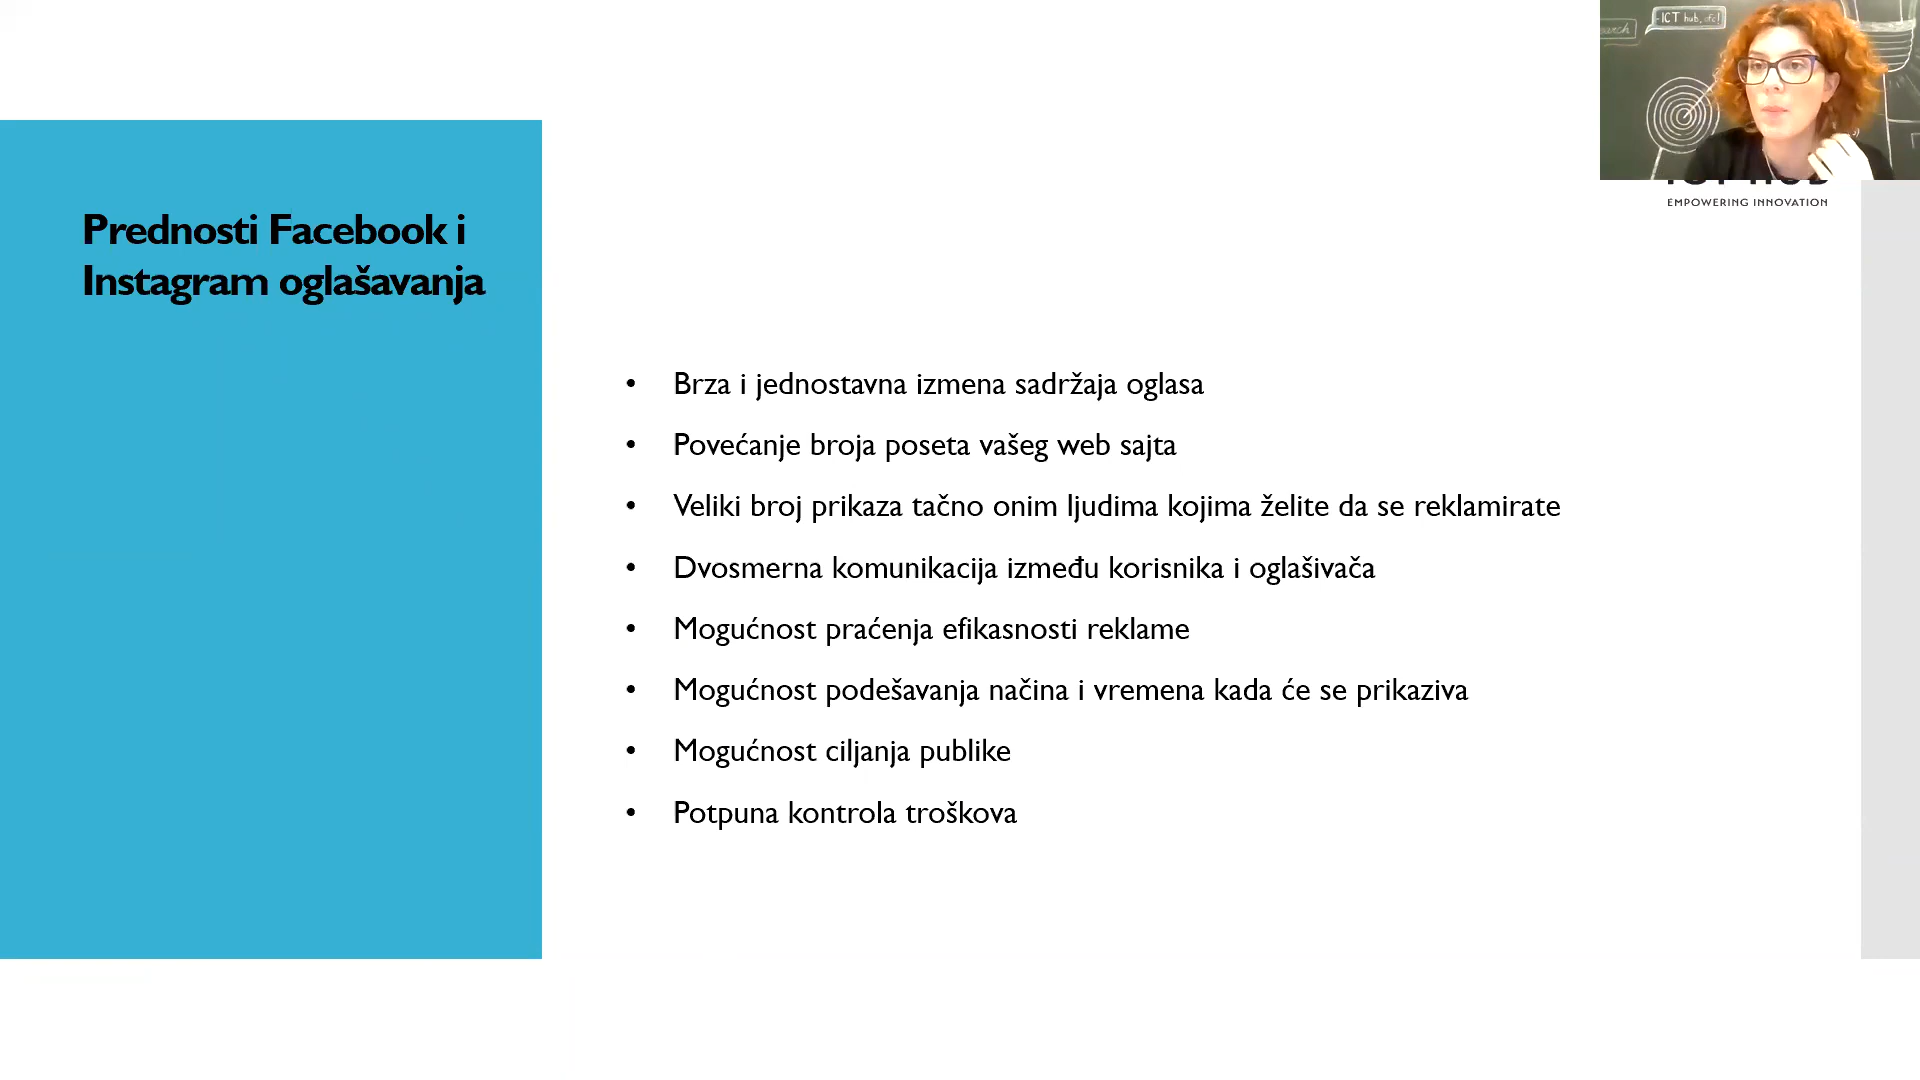 ICT hub, etc!
earch
EMPOWERING INNOVATION
Prednosti Facebook i
Instagram oglašavanja
• Brza i jednostavna izmena sadržaja oglasa
• Povećanje broja poseta vašeg web sajta
• Veliki broj prikaza tačno onim ljudima kojima želite da se reklamirate
• Dvosmerna komunikacija između korisnika i oglašivača
• Mogućnost praćenja efikasnosti reklame
• Mogućnost podešavanja načina i vremena kada će se prikaziva
• Mogućnost ciljanja publike
• Potpuna kontrola troškova